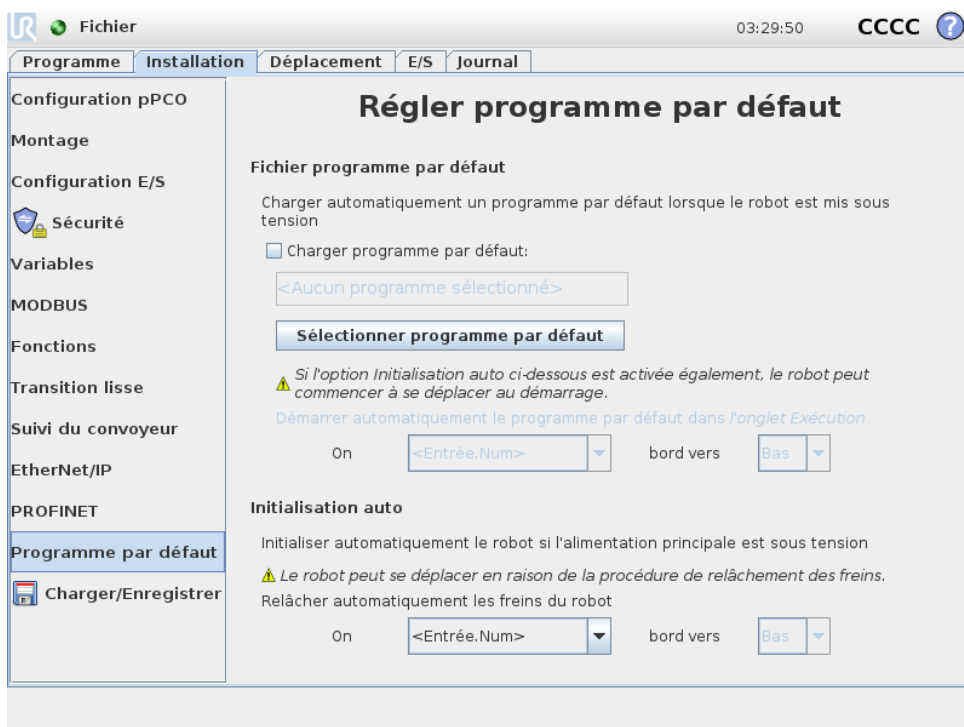 UR Fichier 03:29:50 CCCC ?
Programme Installation Déplacement E/S Journal
Configuration pPCO
Montage
Configuration E/S
Sécurité
Variables
MODBUS
Fonctions
Transition lisse
Suivi du convoyeur
EtherNet/IP
PROFINET
Programme par défaut
Charger/Enregistrer
Régler programme par défaut
Fichier programme par défaut
Charger automatiquement un programme par défaut lorsque le robot est mis sous
tension
Charger programme par défaut:
<Aucun programme sélectionné>
Sélectionner programme par défaut
Si l'option Initialisation auto ci-dessous est activée également, le robot peut
commencer à se déplacer au démarrage.
Démarrer automatiquement le programme par défaut dans l'onglet Exécution
On <Entrée.Num> bord vers Bas
Initialisation auto
Initialiser automatiquement le robot si l'alimentation principale est sous tension
Le robot peut se déplacer en raison de la procédure de relâchement des freins.
Relâcher automatiquement les freins du robot
On <Entrée.Num> bord vers Bas